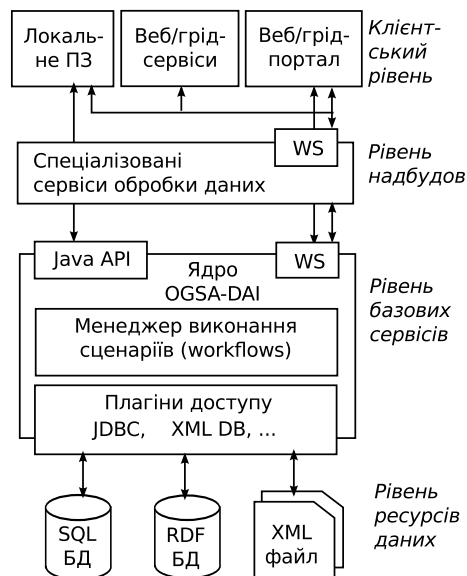 Локаль-
не ПЗ
Веб/грід-
сервіси
Веб/грід-
портал
Клієнт-
ський
рівень
WS
Спеціалізовані
сервіси обробки даних
Рівень
надбудов
Java API
WS
Ядро
OGSA-DAI
Рівень
базових
сервісів
Менеджер виконання
сценаріїв (workflows)
Плагіни доступу
JDBC, XML DB, ...
SQL
БД
RDF
БД
XML
файл
Рівень
ресурсів
даних